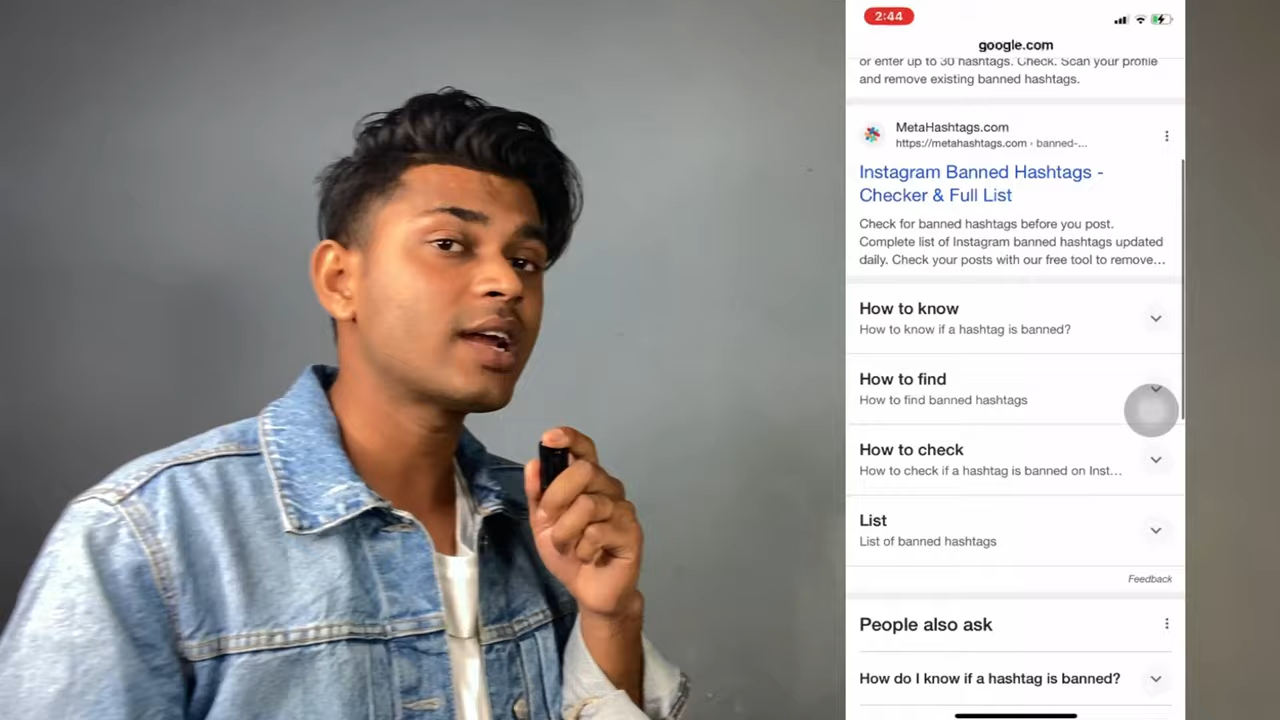 2:44
google.com
or enter up to 30 hashtags. Check. Scan your profile
and remove existing banned hashtags.
MetaHashtags.com
https://metahashtags.com › banned-...
Instagram Banned Hashtags -
Checker & Full List
Check for banned hashtags before you post.
Complete list of Instagram banned hashtags updated
daily. Check your posts with our free tool to remove...
How to know
How to know if a hashtag is banned?
How to find
How to find banned hashtags
How to check
How to check if a hashtag is banned on Inst...
List
List of banned hashtags
Feedback
People also ask
How do I know if a hashtag is banned?